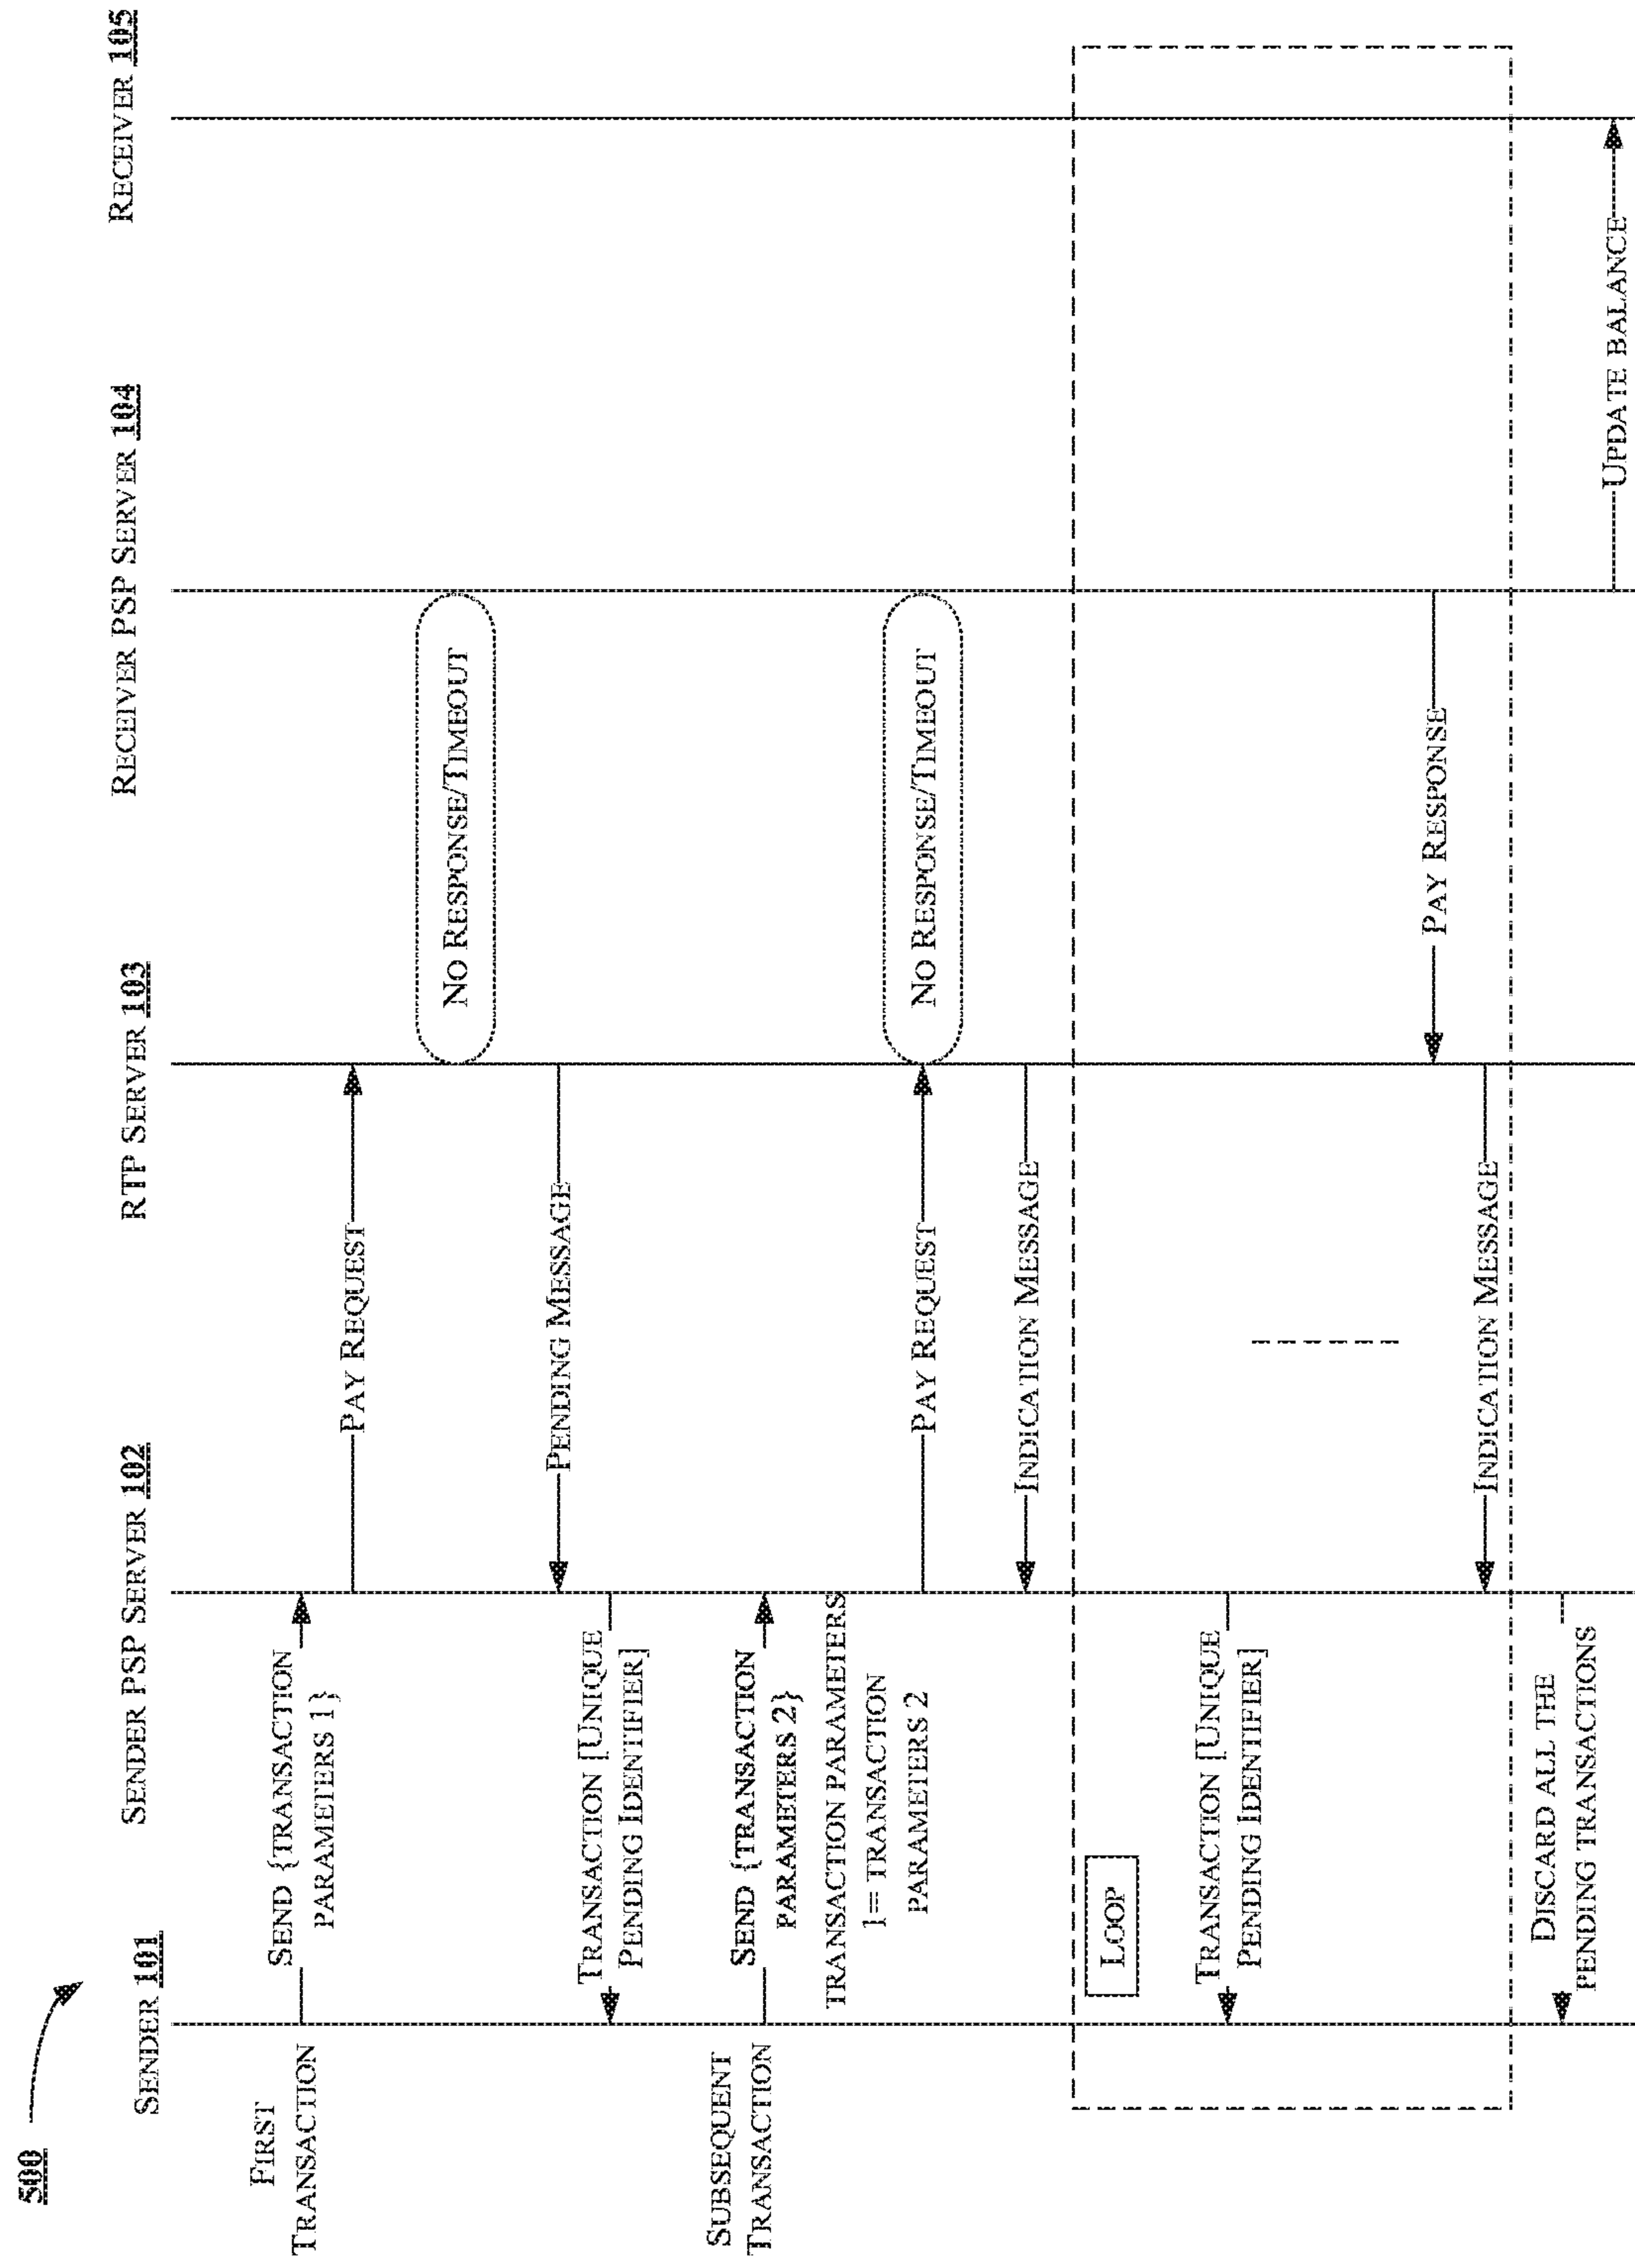 500
SENDER 101
SENDER PSP SERVER 102
RTP SERVER 103
RECEIVER PSP SERVER 104
RECEIVER 105
FIRST
TRANSACTION
SEND {TRANSACTION
PARAMETERS 1}
PAY REQUEST
NO RESPONSE/TIMEOUT
PENDING MESSAGE
TRANSACTION [UNIQUE
PENDING IDENTIFIER]
SUBSEQUENT
TRANSACTION
SEND {TRANSACTION
PARAMETERS 2}
TRANSACTION PARAMETERS
1== TRANSACTION
PARAMETERS 2
PAY REQUEST
NO RESPONSE/TIMEOUT
INDICATION MESSAGE
LOOP
TRANSACTION [UNIQUE
PENDING IDENTIFIER]
PAY RESPONSE
INDICATION MESSAGE
DISCARD ALL THE
PENDING TRANSACTIONS
UPDATE BALANCE